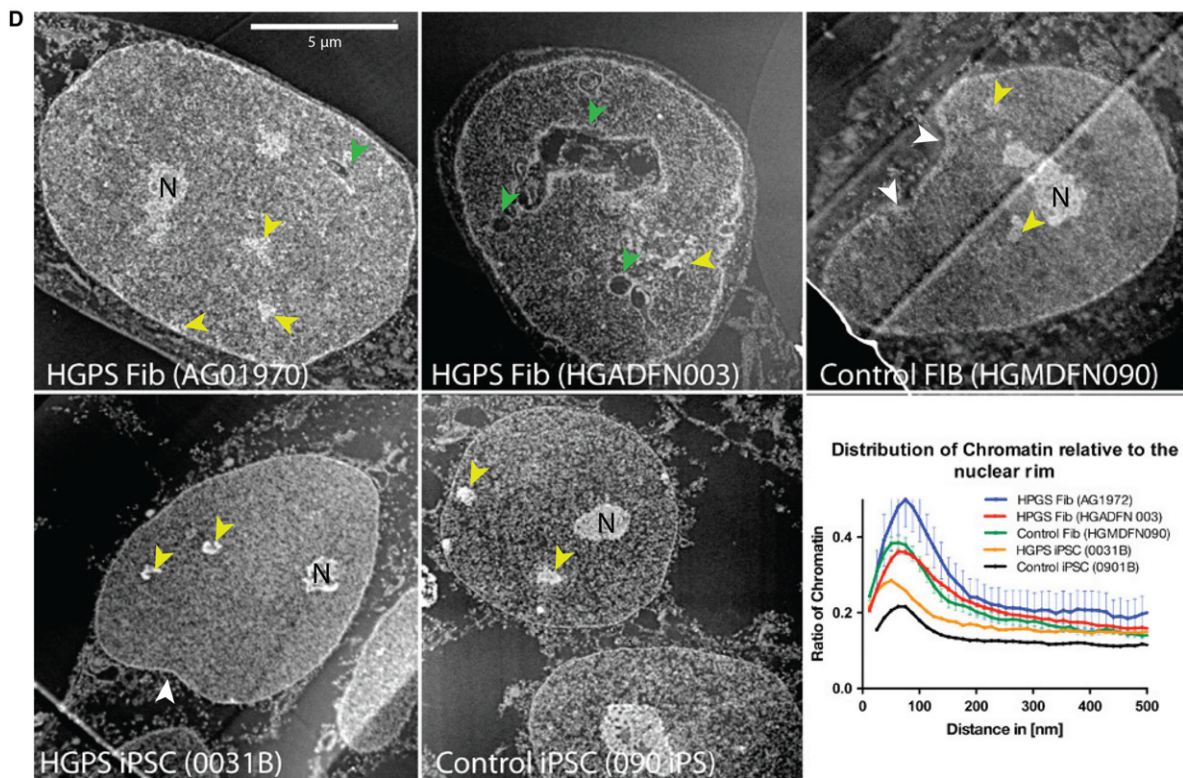 D
5 µm
N
HGPS Fib (AG01970)
HGPS Fib (HGADFN003)
N
Control FIB (HGMDFN090)
N
HGPS iPSC (0031B)
N
Control iPSC (090 iPS)
Distribution of Chromatin relative to the
nuclear rim
HPGS Fib (AG1972)
HPGS Fib (HGADFN 003)
Control Fib (HGMDFN090)
HGPS iPSC (0031B)
Control iPSC (0901B)
Ratio of Chromatin
0.4
0.2
0.0
0 100 200 300 400 500
Distance in [nm]